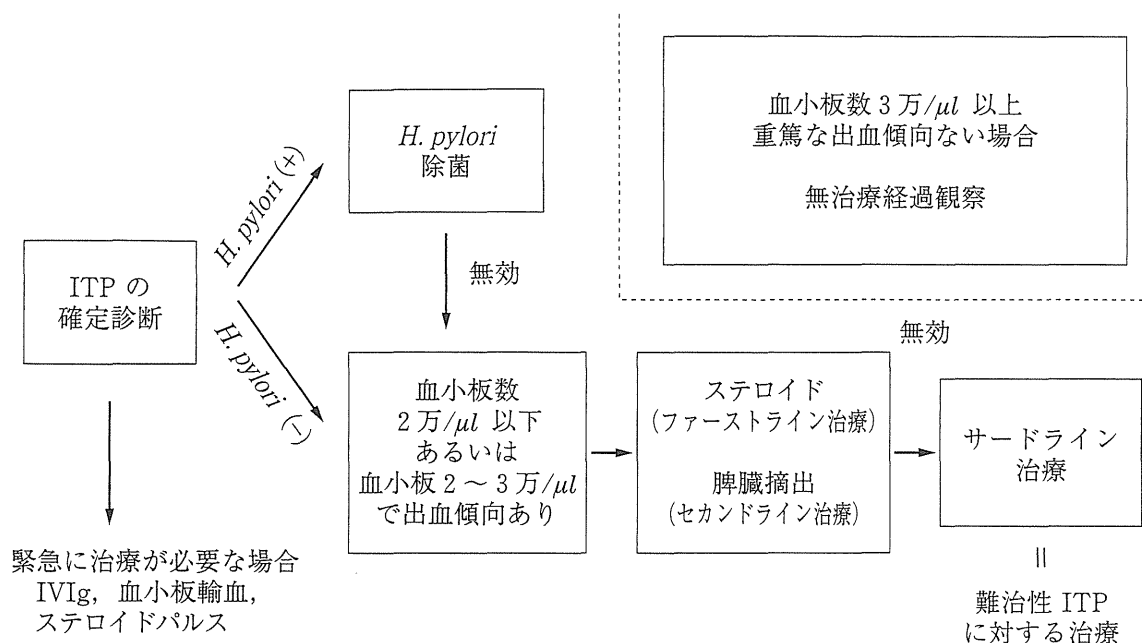 血小板数 3 万/μl 以上
重篤な出血傾向ない場合
無治療経過観察
H. pylori
除菌
H. pylori (+)
無効
ITP の
確定診断
H. pylori (−)
無効
血小板数
2 万/μl 以下
あるいは
血小板 2 〜 3 万/μl
で出血傾向あり
ステロイド
(ファーストライン治療)
脾臓摘出
(セカンドライン治療)
サードライン
治療
緊急に治療が必要な場合
IVIg, 血小板輸血,
ステロイドパルス
=
難治性 ITP
に対する治療